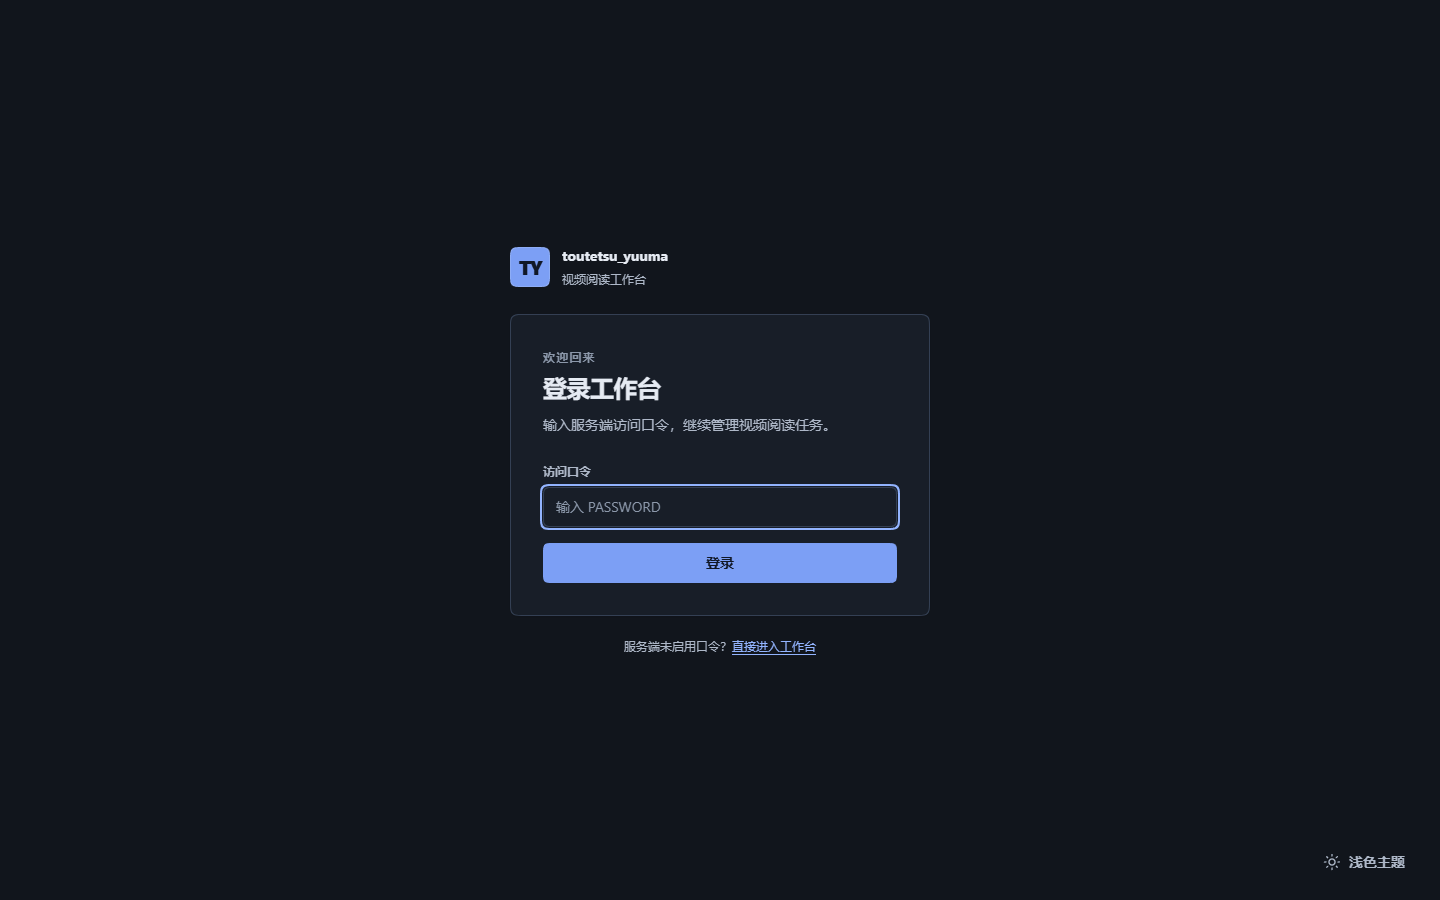 TY
toutetsu_yuuma
视频阅读工作台
欢迎回来
登录工作台
输入服务端访问口令，继续管理视频阅读任务。
访问口令
输入 PASSWORD
登录
服务端未启用口令？直接进入工作台
浅色主题